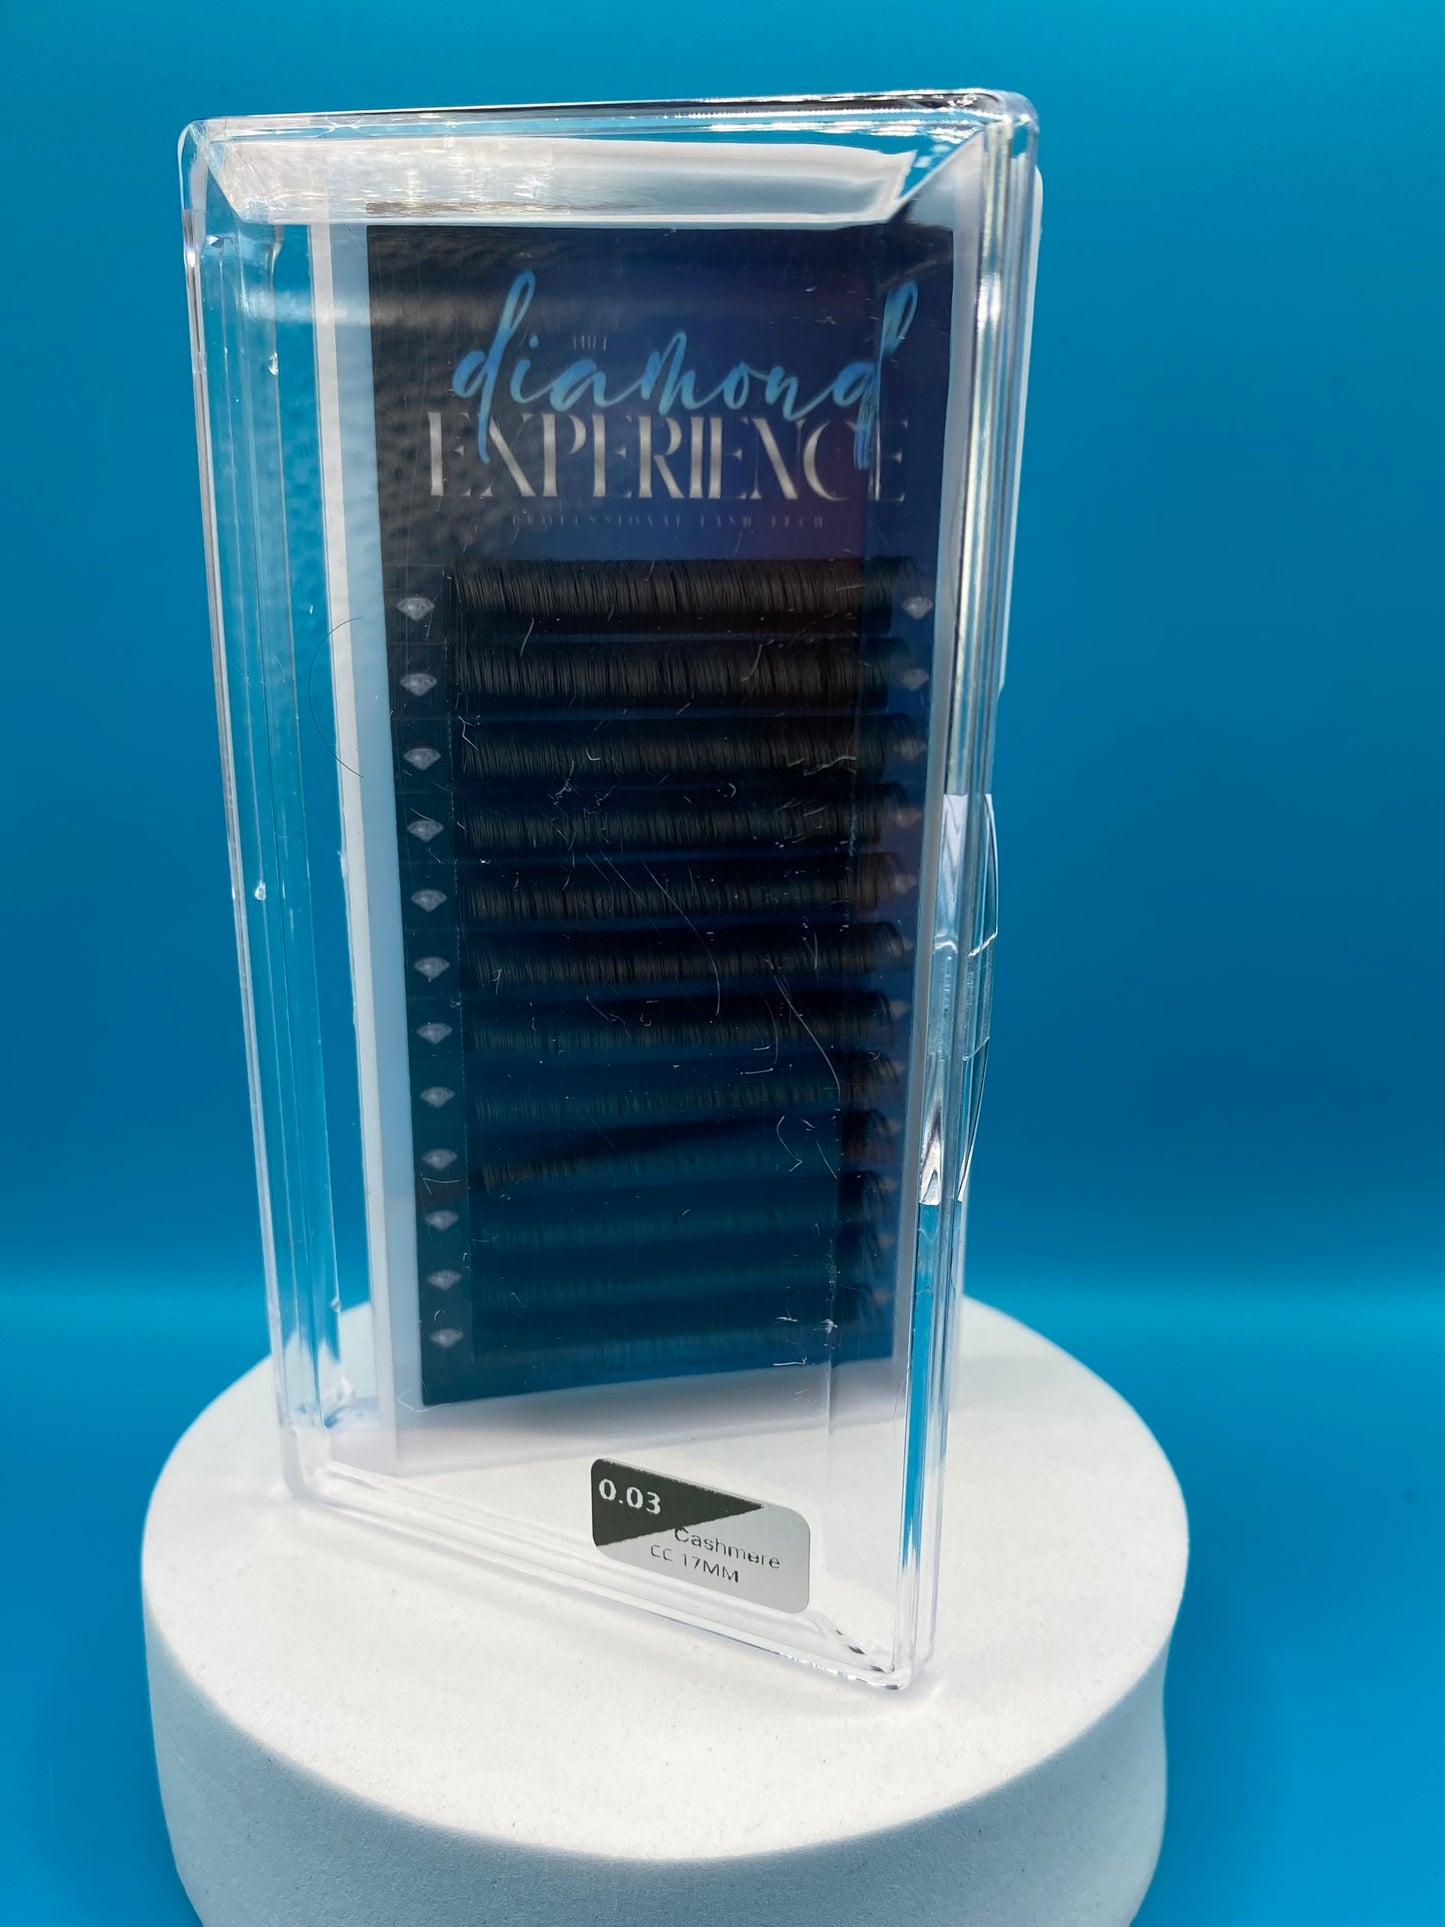 THE
diamond
EXPERIENCE
PROFESSIONAL LASH TECH
0.03
Cashmere
CC 17MM